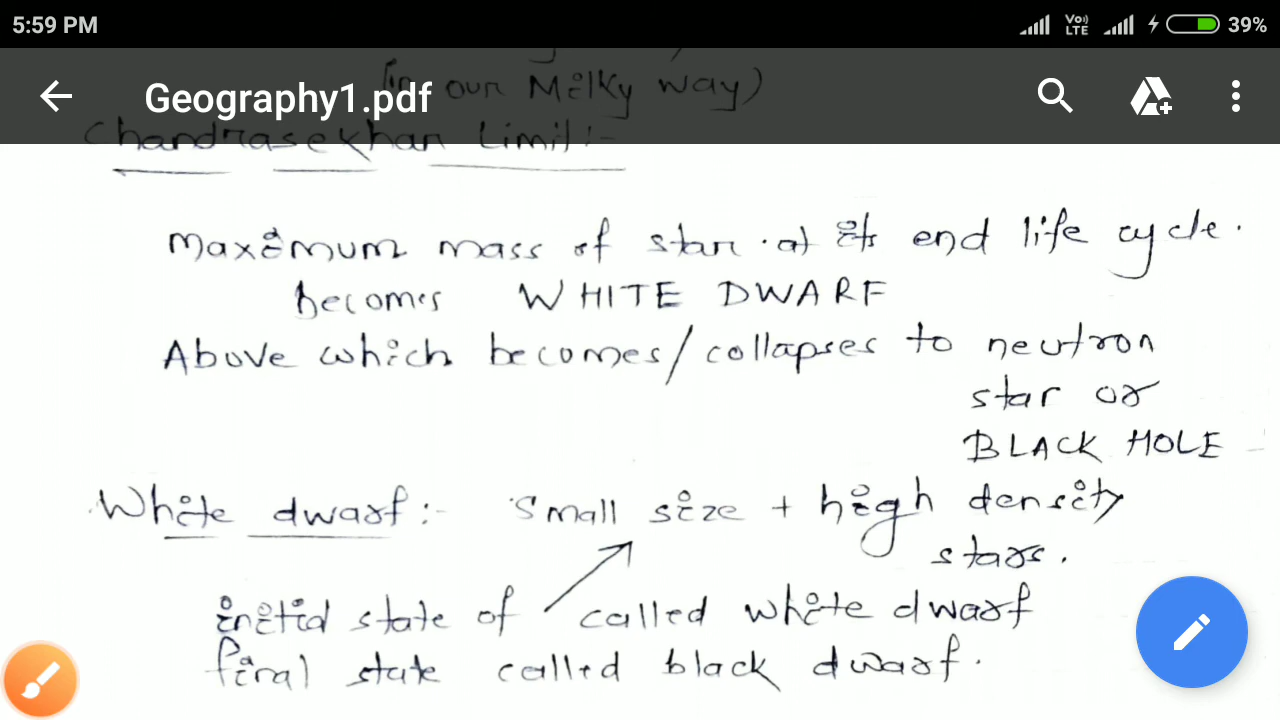 5:59 PM
Vo)) LTE
39%
our Milky way)
Geography1.pdf
Chandrasekhar Limit:-
Maximum mass of star at its end life cycle.
becomes WHITE DWARF
Above which becomes/collapses to neutron
star or
BLACK HOLE
White dwarf:- Small size + high density
stars.
initial state of called white dwarf
final state called black dwarf.